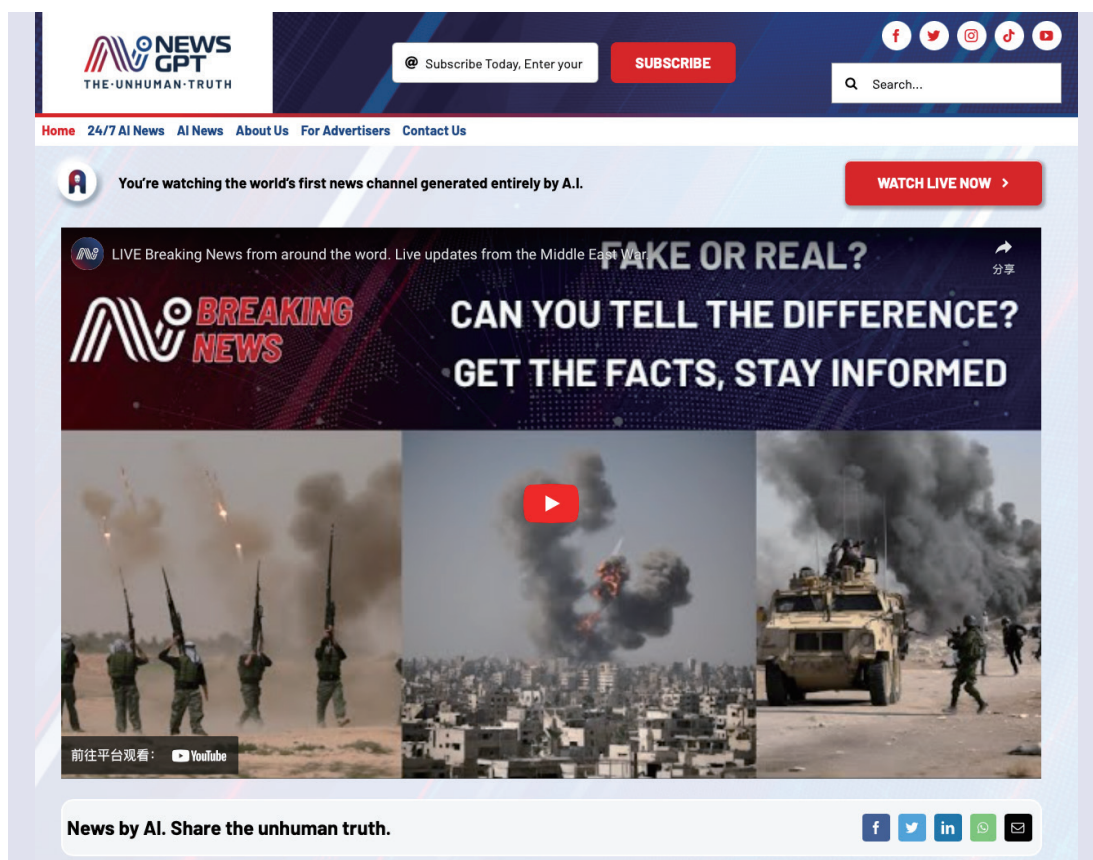 NEWS
GPT
THE·UNHUMAN·TRUTH
@ Subscribe Today, Enter your
SUBSCRIBE
Search...
Home 24/7 AI News AI News About Us For Advertisers Contact Us
You're watching the world's first news channel generated entirely by A.I.
WATCH LIVE NOW >
LIVE Breaking News from around the word. Live updates from the Middle East War.
FAKE OR REAL?
分享
BREAKING
NEWS
CAN YOU TELL THE DIFFERENCE?
GET THE FACTS, STAY INFORMED
前往平台观看： YouTube
News by AI. Share the unhuman truth.